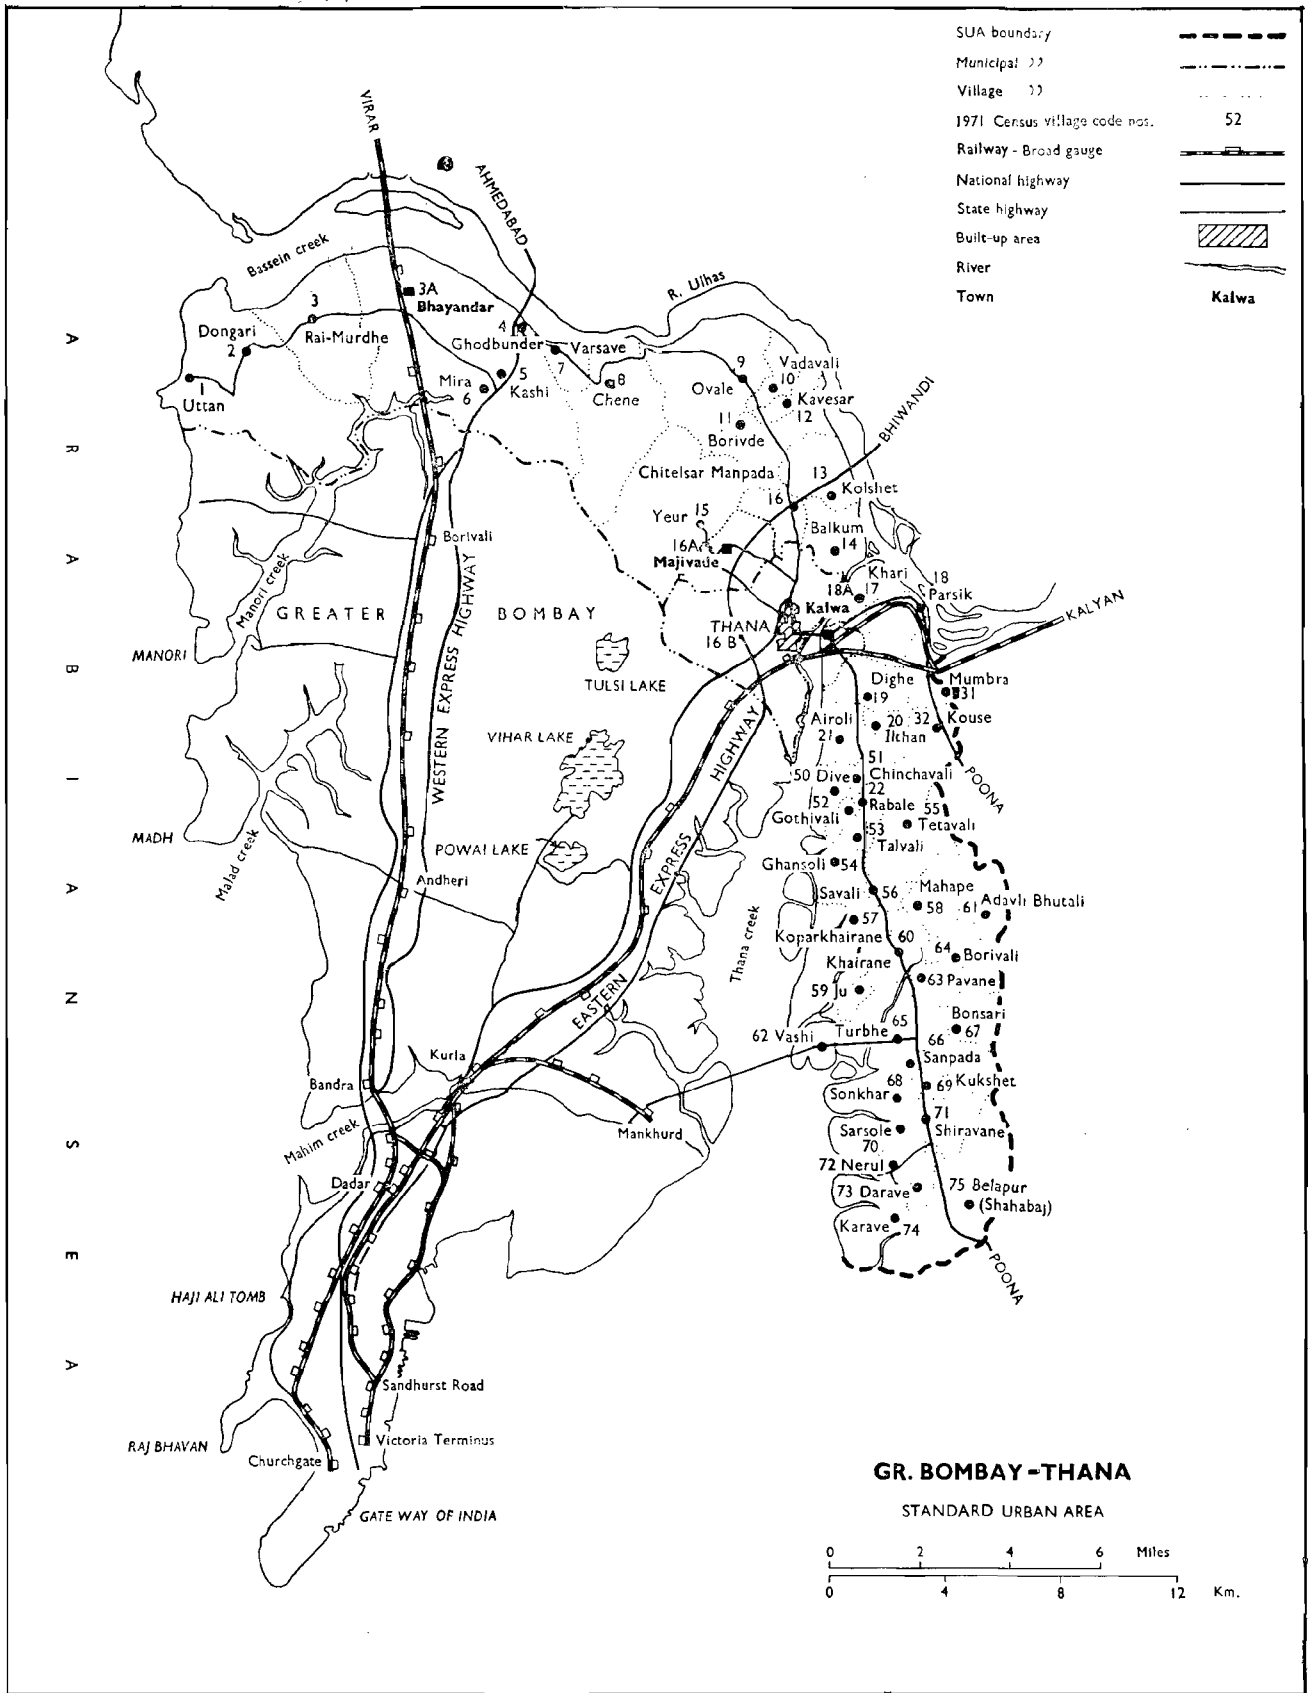 SUA boundary
Municipal ,,
Village ,,
1971 Census village code nos. 52
Railway - Broad gauge
National highway
State highway
Built-up area
River
Town Kalwa
VIRAR
AHMEDABAD
Bassein creek
R. Ulhas
3A
Bhayandar
3
Rai-Murdhe
Dongari
2
1
Uttan
4
Ghodbunder
Varsave
7
5
Kashi
Mira
6
8
Chene
9
Ovale
Vadavali
10
Kavesar
12
11
Borivde
BHIWANDI
Chitelsar Manpada
13
Kolshet
16
Yeur 15
16A
Majivade
Balkum
14
Khari
17
18
Parsik
18A
Kalwa
THANA
16 B
KALYAN
ARABIAN SEA
Borivali
Manori creek
GREATER BOMBAY
WESTERN EXPRESS HIGHWAY
MANORI
TULSI LAKE
VIHAR LAKE
POWAI LAKE
MADH
Malad creek
Andheri
EASTERN EXPRESS HIGHWAY
Thana creek
Dighe
19
Mumbra
31
Airoli
21
20
Ilthan
32
Kouse
POONA
51
50 Dive
Chinchavali
22
52
Rabale
55
Gothivali
Tetavali
53
Talvali
Ghansoli 54
Savali
56
Mahape
58
61
Adavli Bhutali
57
Koparkhairane
60
Khairane
64
Borivali
63 Pavane
59 Ju
Bonsari
67
62 Vashi
Turbhe
65
66
Sanpada
68
Sonkhar
69
Kukshet
71
Shiravane
Sarsole
70
72 Nerul
73 Darave
75 Belapur
(Shahabaj)
Karave
74
POONA
Kurla
Bandra
Mankhurd
Mahim creek
Dadar
HAJI ALI TOMB
Sandhurst Road
RAJ BHAVAN
Victoria Terminus
Churchgate
GATE WAY OF INDIA
GR. BOMBAY-THANA
STANDARD URBAN AREA
0 2 4 6 Miles
0 4 8 12 Km.